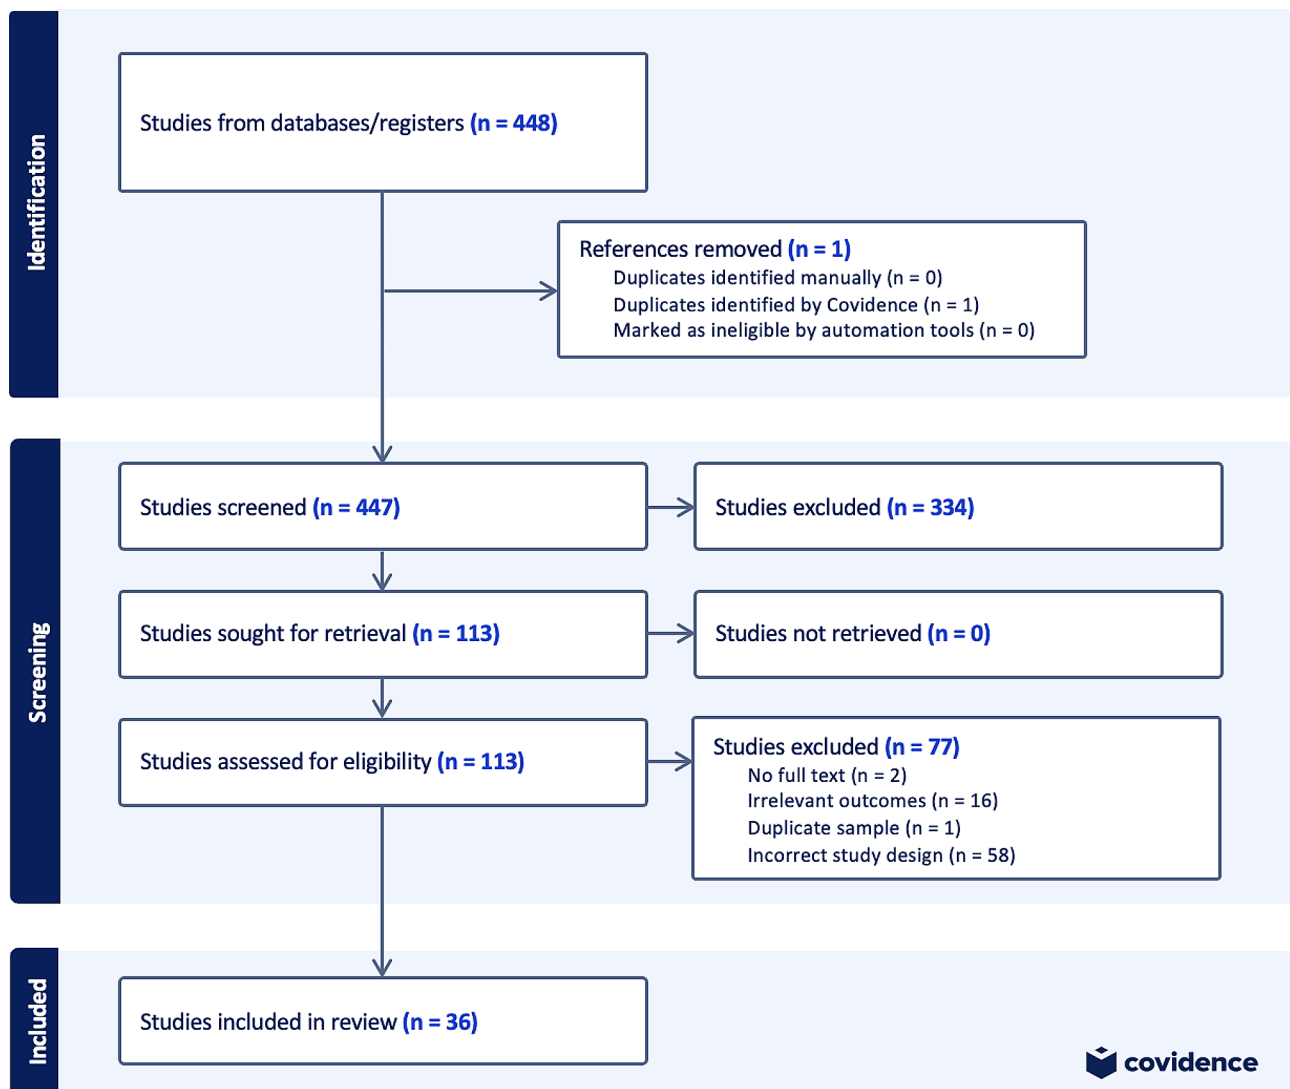 Identification
Studies from databases/registers (n = 448)
References removed (n = 1)
Duplicates identified manually (n = 0)
Duplicates identified by Covidence (n = 1)
Marked as ineligible by automation tools (n = 0)
Screening
Studies screened (n = 447)
Studies excluded (n = 334)
Studies sought for retrieval (n = 113)
Studies not retrieved (n = 0)
Studies assessed for eligibility (n = 113)
Studies excluded (n = 77)
No full text (n = 2)
Irrelevant outcomes (n = 16)
Duplicate sample (n = 1)
Incorrect study design (n = 58)
Included
Studies included in review (n = 36)
covidence